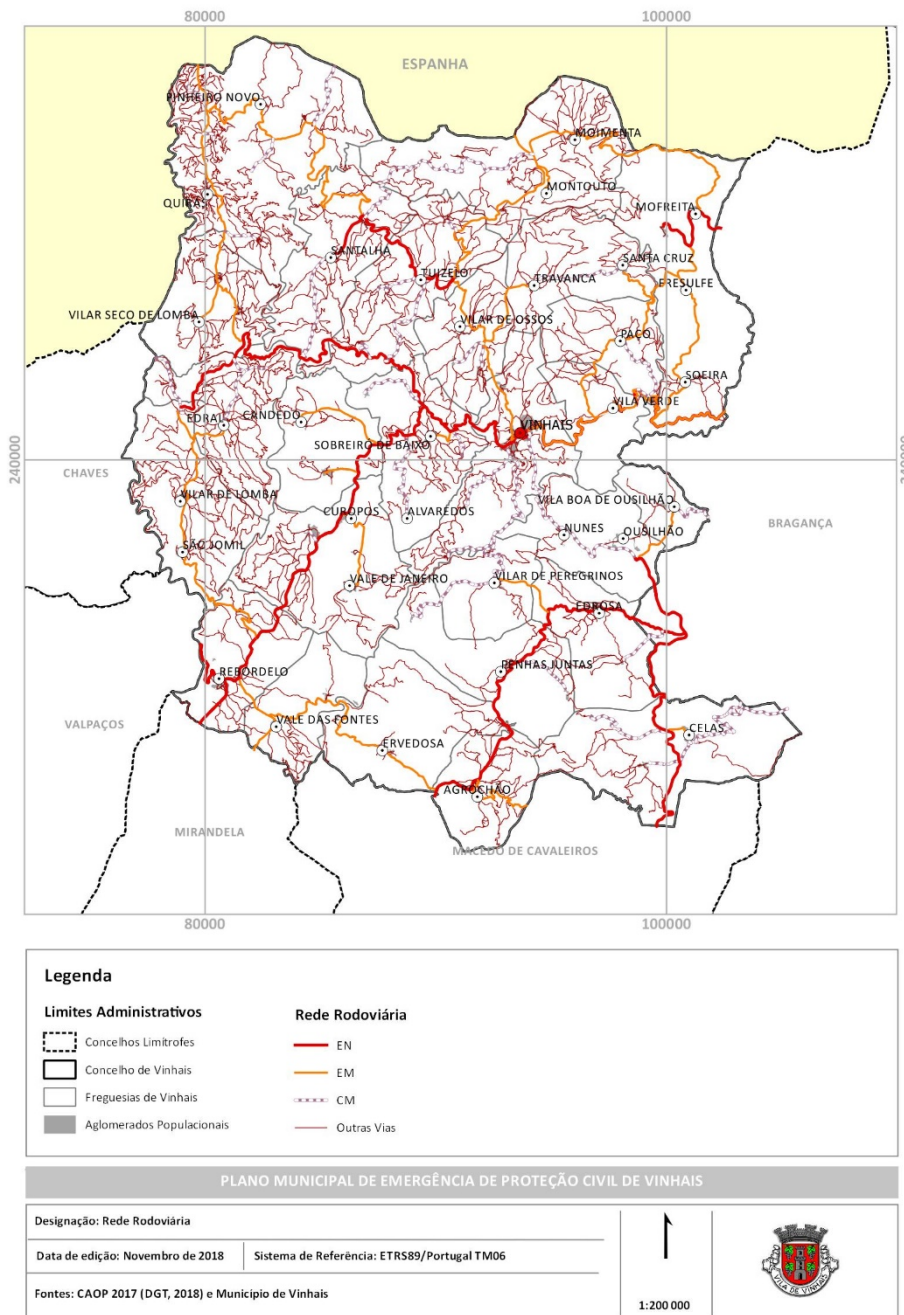 80000
100000
ESPANHA
PINHEIRO NOVO
MOIMENTA
MONTOUTO
QUIRÁS
MOFREITA
SANTALHA
SANTA CRUZ
TUIZELO
TRAVANCA
FRESULFE
VILAR SECO DE LOMBA
VILAR DE OSSOS
PAÇÓ
SOEIRA
VILA VERDE
EDRAL
CANDEDO
VINHAIS
SOBREIRO DE BAIXO
240000
240000
CHAVES
VILAR DE LOMBA
VILA BOA DE OUSILHÃO
CUROPOS
ALVAREDOS
BRAGANÇA
NUNES
OUSILHÃO
SÃO JOMIL
VALE DE JANEIRO
VILAR DE PEREGRINOS
EDROSA
REBORDELO
PENHAS JUNTAS
VALPAÇOS
VALE DAS FONTES
CELAS
ERVEDOSA
AGROCHÃO
MIRANDELA
MACEDO DE CAVALEIROS
80000
100000
Legenda
Limites Administrativos
Concelhos Limítrofes
Concelho de Vinhais
Freguesias de Vinhais
Aglomerados Populacionais
Rede Rodoviária
EN
EM
CM
Outras Vias
PLANO MUNICIPAL DE EMERGÊNCIA DE PROTEÇÃO CIVIL DE VINHAIS
Designação: Rede Rodoviária
Data de edição: Novembro de 2018
Sistema de Referência: ETRS89/Portugal TM06
Fontes: CAOP 2017 (DGT, 2018) e Município de Vinhais
1:200 000
VILA DE VINHAIS